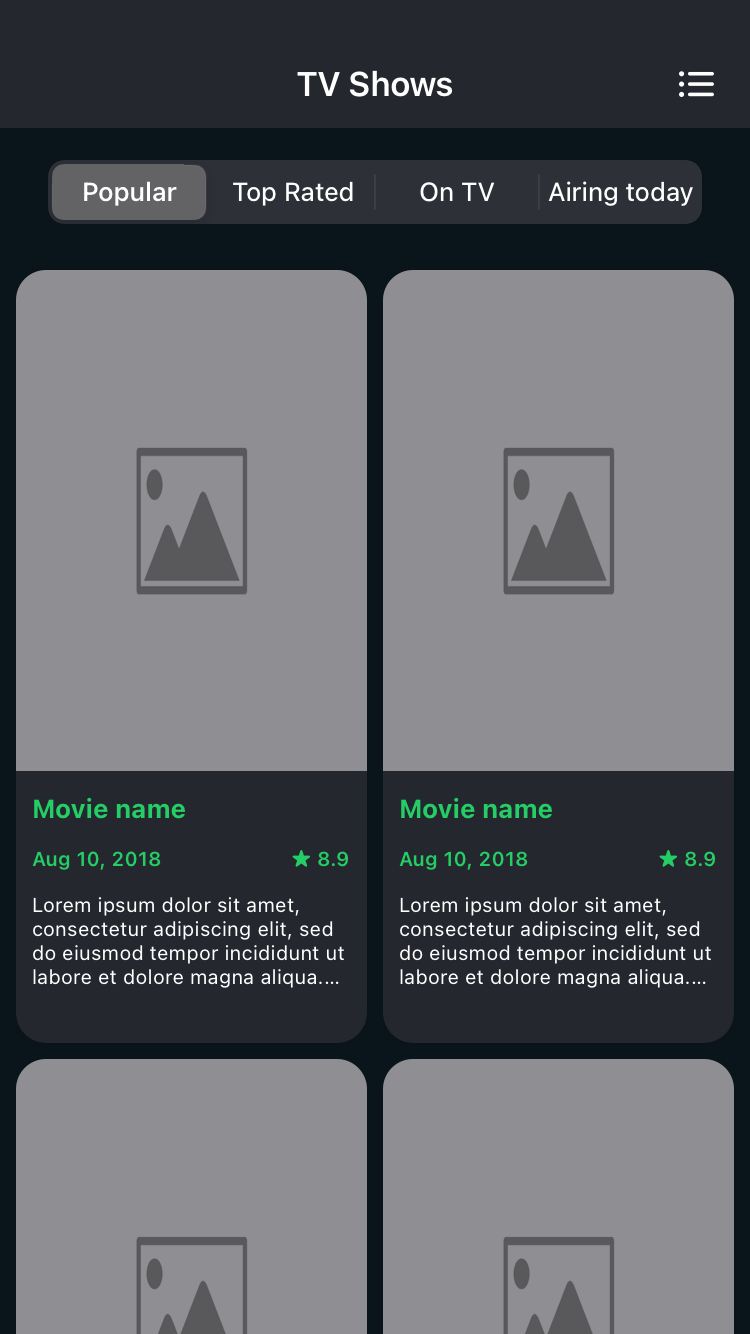 TV Shows
Popular
Top Rated
On TV
Airing today
Movie name
Aug 10, 2018
★ 8.9
Lorem ipsum dolor sit amet,
consectetur adipiscing elit, sed
do eiusmod tempor incididunt ut
labore et dolore magna aliqua....
Movie name
Aug 10, 2018
★ 8.9
Lorem ipsum dolor sit amet,
consectetur adipiscing elit, sed
do eiusmod tempor incididunt ut
labore et dolore magna aliqua....